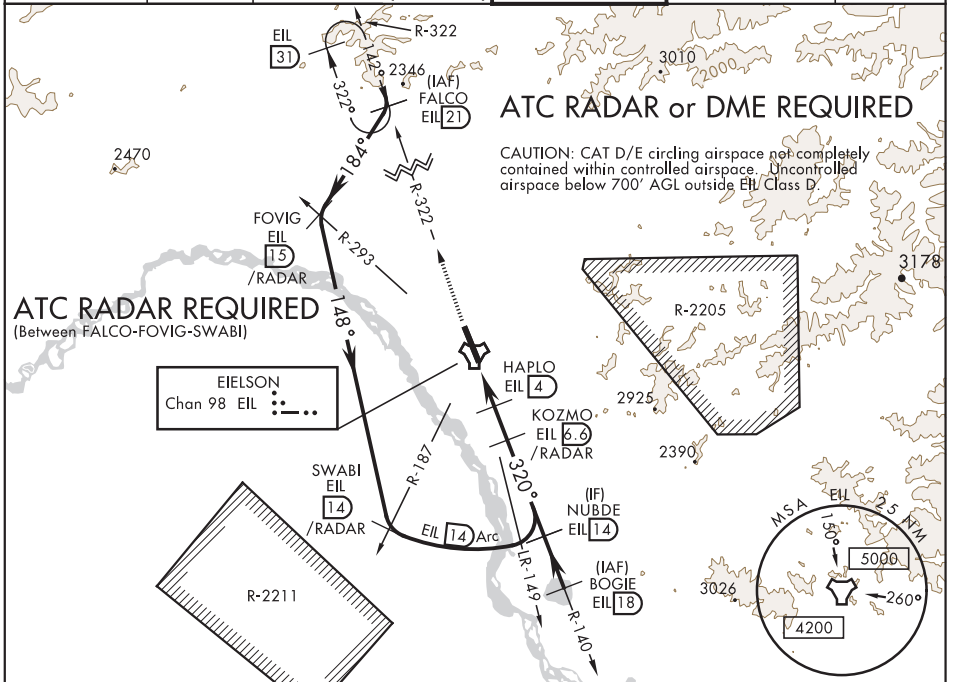 R-322
EIL
31
142°
322°
2346
(IAF)
FALCO
EIL 21
3010
2000
ATC RADAR or DME REQUIRED
CAUTION: CAT D/E circling airspace not completely
contained within controlled airspace. Uncontrolled
airspace below 700' AGL outside EIL Class D.
2470
184°
R-322
FOVIG
EIL
15
/RADAR
R-293
3178
ATC RADAR REQUIRED
(Between FALCO-FOVIG-SWABI)
148°
R-2205
EIELSON
Chan 98 EIL
HAPLO
EIL 4
KOZMO
EIL 6.6
/RADAR
2925
2390
R-187
320°
SWABI
EIL
14
/RADAR
EIL 14 Arc
(IF)
NUBDE
EIL 14
LR-149
(IAF)
BOGIE
EIL 18
R-140
R-2211
3026
MSA EIL 25 NM
150°
5000
260°
4200